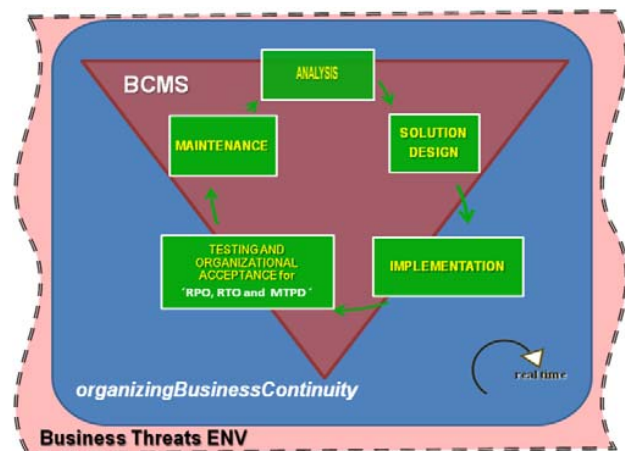 ANALYSIS
BCMS
MAINTENANCE
SOLUTION
DESIGN
TESTING AND
ORGANIZATIONAL
ACCEPTANCE for
´RPO, RTO and MTPD´
IMPLEMENTATION
real time
organizingBusinessContinuity
Business Threats ENV